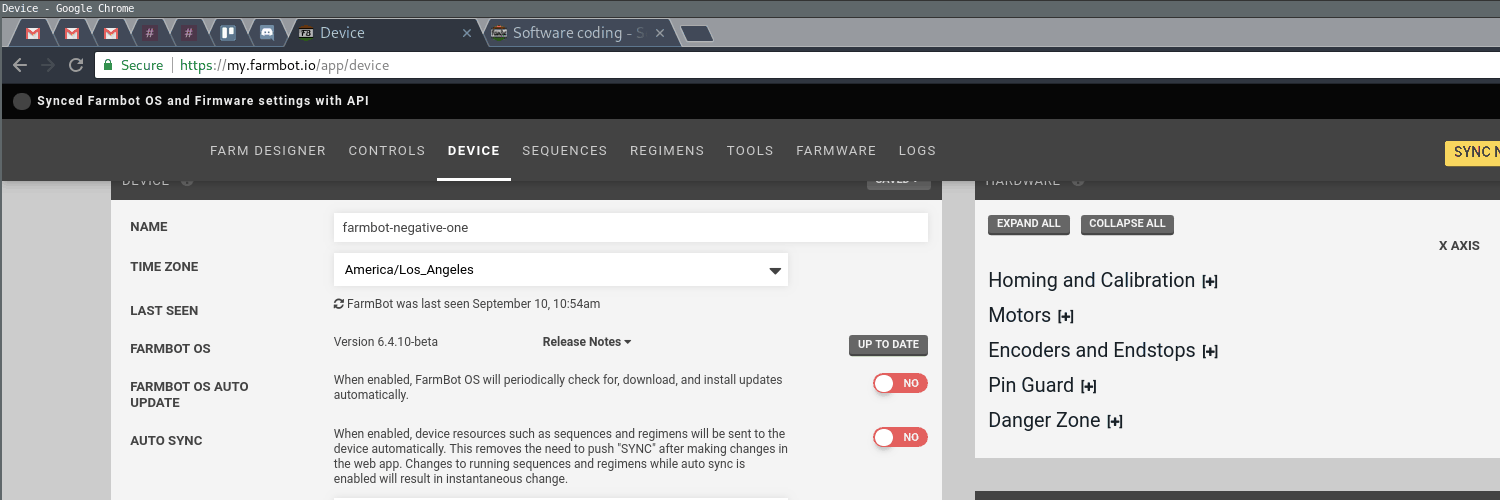 Device - Google Chrome
Device
Software coding - S
Secure
https://my.farmbot.io/app/device
Synced Farmbot OS and Firmware settings with API
FARM DESIGNER CONTROLS DEVICE SEQUENCES REGIMENS TOOLS FARMWARE LOGS
SYNC N
DEVICE
SAVED
HARDWARE
NAME
farmbot-negative-one
TIME ZONE
America/Los_Angeles
LAST SEEN
FarmBot was last seen September 10, 10:54am
FARMBOT OS
Version 6.4.10-beta
Release Notes
UP TO DATE
FARMBOT OS AUTO
UPDATE
When enabled, FarmBot OS will periodically check for, download, and install updates
automatically.
NO
AUTO SYNC
When enabled, device resources such as sequences and regimens will be sent to the
device automatically. This removes the need to push "SYNC" after making changes in
the web app. Changes to running sequences and regimens while auto sync is
enabled will result in instantaneous change.
NO
EXPAND ALL
COLLAPSE ALL
X AXIS
Homing and Calibration [+]
Motors [+]
Encoders and Endstops [+]
Pin Guard [+]
Danger Zone [+]